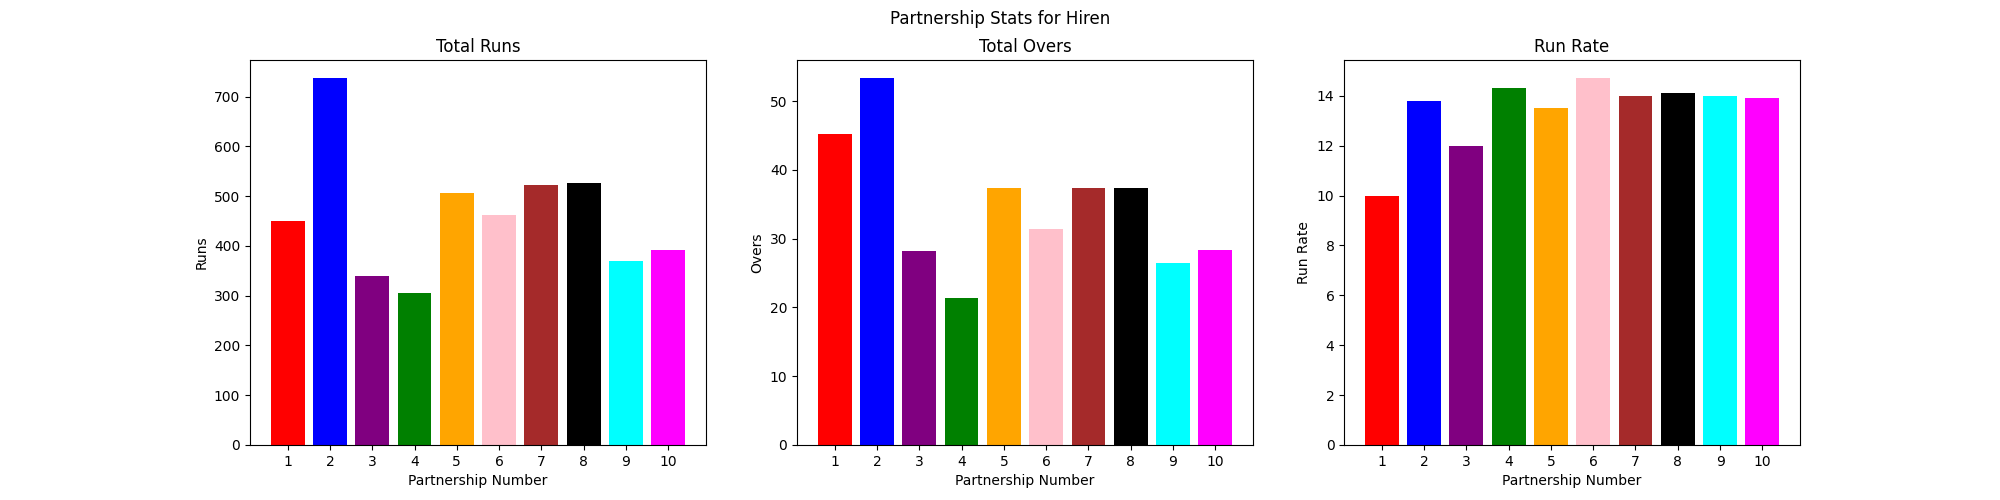 Partnership Stats for Hiren
Total Runs
Runs
700
600
500
400
300
200
100
0
1 2 3 4 5 6 7 8 9 10
Partnership Number
Total Overs
Overs
50
40
30
20
10
0
1 2 3 4 5 6 7 8 9 10
Partnership Number
Run Rate
Run Rate
14
12
10
8
6
4
2
0
1 2 3 4 5 6 7 8 9 10
Partnership Number